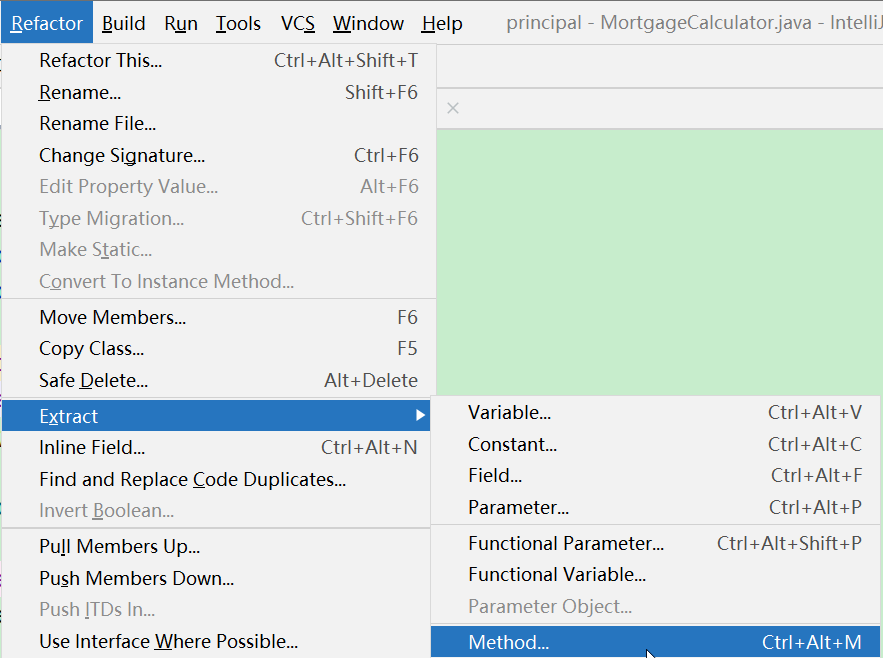 Refactor Build Run Tools VCS Window Help principal - MortgageCalculator.java - IntelliJ
Refactor This... Ctrl+Alt+Shift+T
Rename... Shift+F6
Rename File...
Change Signature... Ctrl+F6
Edit Property Value... Alt+F6
Type Migration... Ctrl+Shift+F6
Make Static...
Convert To Instance Method...
Move Members... F6
Copy Class... F5
Safe Delete... Alt+Delete
Extract
Inline Field... Ctrl+Alt+N
Find and Replace Code Duplicates...
Invert Boolean...
Pull Members Up...
Push Members Down...
Push ITDs In...
Use Interface Where Possible...
Variable... Ctrl+Alt+V
Constant... Ctrl+Alt+C
Field... Ctrl+Alt+F
Parameter... Ctrl+Alt+P
Functional Parameter... Ctrl+Alt+Shift+P
Functional Variable...
Parameter Object...
Method... Ctrl+Alt+M